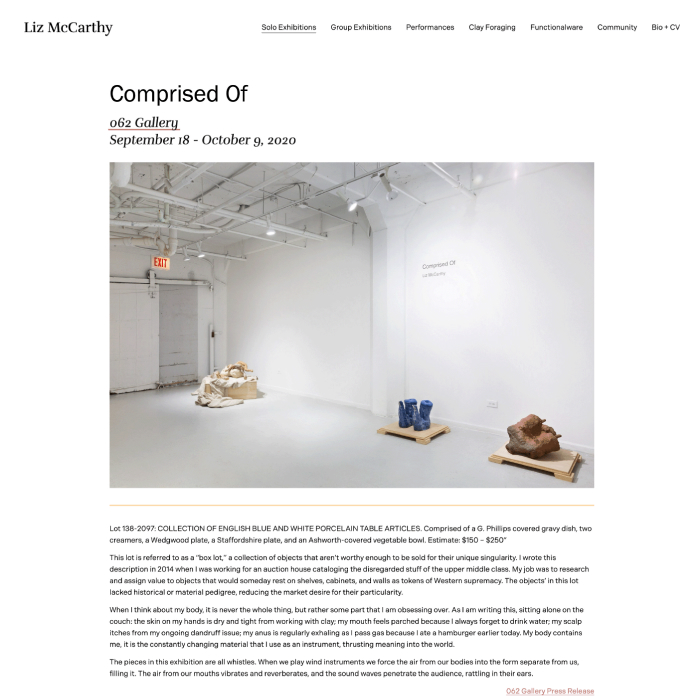 Liz McCarthy
Solo Exhibitions Group Exhibitions Performances Clay Foraging Functionalware Community Bio + CV
Comprised Of
062 Gallery
September 18 - October 9, 2020
EXIT
Comprised Of
Liz McCarthy
Lot 138-2097: COLLECTION OF ENGLISH BLUE AND WHITE PORCELAIN TABLE ARTICLES. Comprised of a G. Phillips covered gravy dish, two
creamers, a Wedgwood plate, a Staffordshire plate, and an Ashworth-covered vegetable bowl. Estimate: $150 – $250"
This lot is referred to as a "box lot," a collection of objects that aren't worthy enough to be sold for their unique singularity. I wrote this
description in 2014 when I was working for an auction house cataloging the disregarded stuff of the upper middle class. My job was to research
and assign value to objects that would someday rest on shelves, cabinets, and walls as tokens of Western supremacy. The objects' in this lot
lacked historical or material pedigree, reducing the market desire for their particularity.
When I think about my body, it is never the whole thing, but rather some part that I am obsessing over. As I am writing this, sitting alone on the
couch: the skin on my hands is dry and tight from working with clay; my mouth feels parched because I always forget to drink water; my scalp
itches from my ongoing dandruff issue; my anus is regularly exhaling as I pass gas because I ate a hamburger earlier today. My body contains
me, it is the constantly changing material that I use as an instrument, thrusting meaning into the world.
The pieces in this exhibition are all whistles. When we play wind instruments we force the air from our bodies into the form separate from us,
filling it. The air from our mouths vibrates and reverberates, and the sound waves penetrate the audience, rattling in their ears.
062 Gallery Press Release